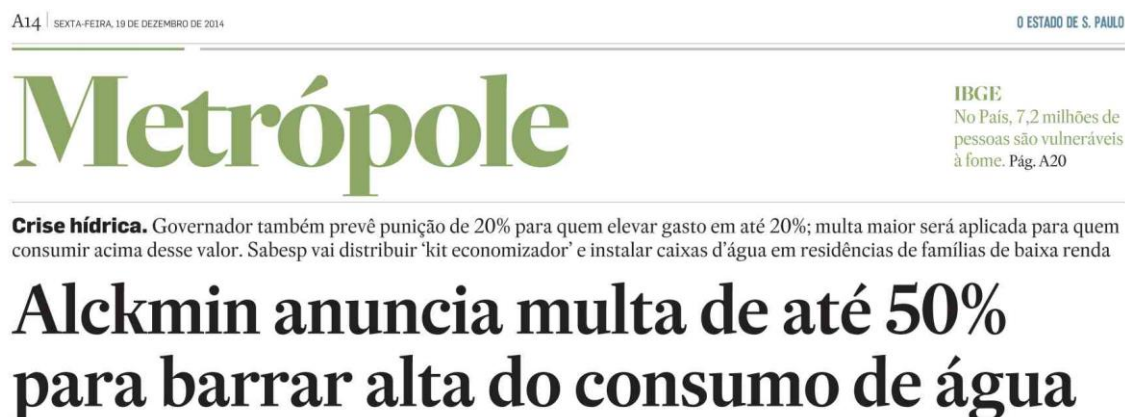 A14 SEXTA-FEIRA, 19 DE DEZEMBRO DE 2014
O ESTADO DE S. PAULO
Metrópole
IBGE
No País, 7,2 milhões de
pessoas são vulneráveis
à fome. Pág. A20
Crise hídrica. Governador também prevê punição de 20% para quem elevar gasto em até 20%; multa maior será aplicada para quem
consumir acima desse valor. Sabesp vai distribuir ‘kit economizador’ e instalar caixas d’água em residências de famílias de baixa renda
Alckmin anuncia multa de até 50%
para barrar alta do consumo de água